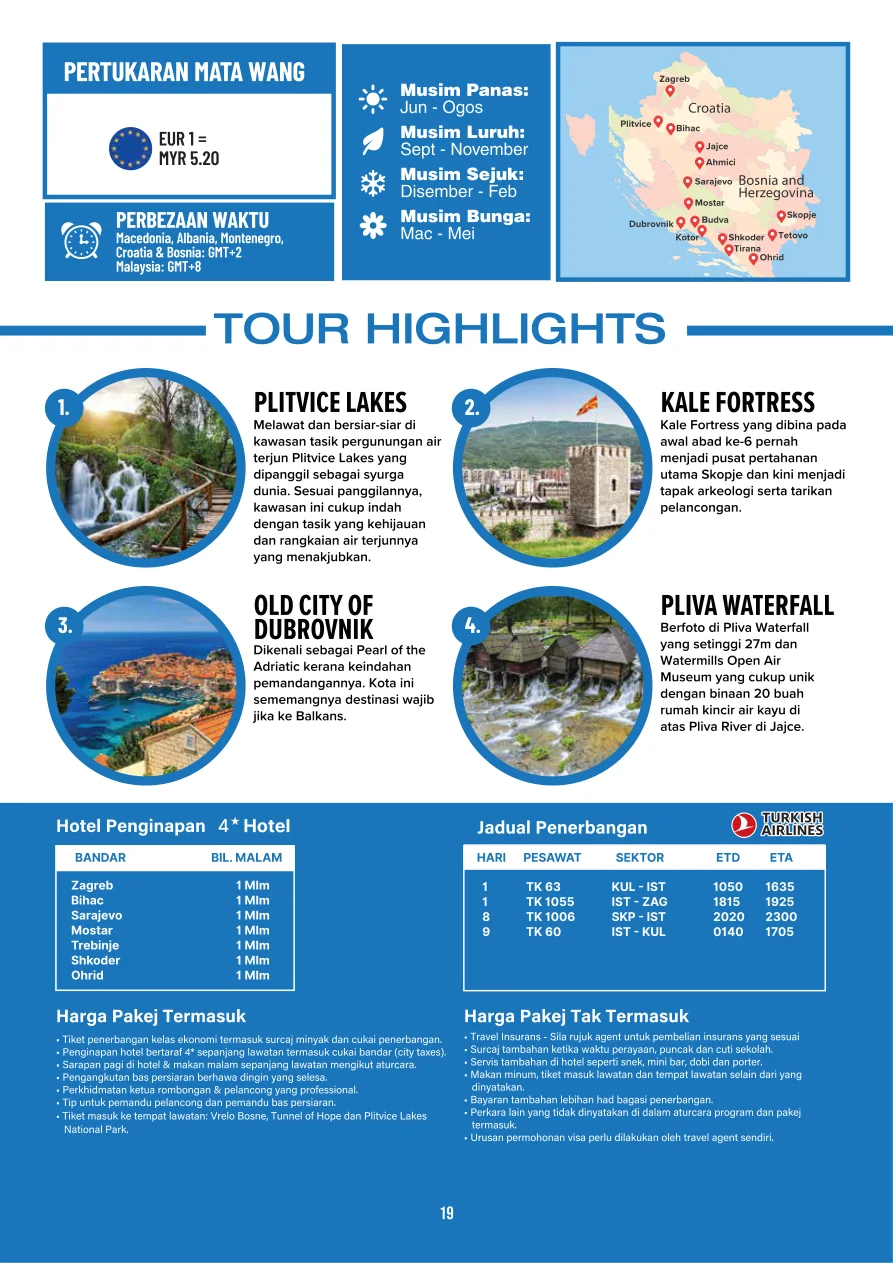 PERTUKARAN MATA WANG
EUR 1 =
MYR 5.20
PERBEZAAN WAKTU
Macedonia, Albania, Montenegro,
Croatia & Bosnia: GMT+2
Malaysia: GMT+8
Musim Panas:
Jun - Ogos
Musim Luruh:
Sept - November
Musim Sejuk:
Disember - Feb
Musim Bunga:
Mac - Mei
Zagreb
Croatia
Plitvice
Bihac
Jajce
Ahmici
Sarajevo
Bosnia and
Herzegovina
Mostar
Dubrovnik
Budva
Skopje
Kotor
Shkoder
Tetovo
Tirana
Ohrid
TOUR HIGHLIGHTS
1.
PLITVICE LAKES
Melawat dan bersiar-siar di
kawasan tasik pergunungan air
terjun Plitvice Lakes yang
dipanggil sebagai syurga
dunia. Sesuai panggilannya,
kawasan ini cukup indah
dengan tasik yang kehijauan
dan rangkaian air terjunnya
yang menakjubkan.
2.
KALE FORTRESS
Kale Fortress yang dibina pada
awal abad ke-6 pernah
menjadi pusat pertahanan
utama Skopje dan kini menjadi
tapak arkeologi serta tarikan
pelancongan.
3.
OLD CITY OF
DUBROVNIK
Dikenali sebagai Pearl of the
Adriatic kerana keindahan
pemandangannya. Kota ini
sememangnya destinasi wajib
jika ke Balkans.
4.
PLIVA WATERFALL
Berfoto di Pliva Waterfall
yang setinggi 27m dan
Watermills Open Air
Museum yang cukup unik
dengan binaan 20 buah
rumah kincir air kayu di
atas Pliva River di Jajce.
Hotel Penginapan 4★ Hotel
BANDAR BIL. MALAM
Zagreb 1 Mlm
Bihac 1 Mlm
Sarajevo 1 Mlm
Mostar 1 Mlm
Trebinje 1 Mlm
Shkoder 1 Mlm
Ohrid 1 Mlm
Jadual Penerbangan
TURKISH
AIRLINES
HARI PESAWAT SEKTOR ETD ETA
1 TK 63 KUL - IST 1050 1635
1 TK 1055 IST - ZAG 1815 1925
8 TK 1006 SKP - IST 2020 2300
9 TK 60 IST - KUL 0140 1705
Harga Pakej Termasuk
• Tiket penerbangan kelas ekonomi termasuk surcaj minyak dan cukai penerbangan.
• Penginapan hotel bertaraf 4* sepanjang lawatan termasuk cukai bandar (city taxes).
• Sarapan pagi di hotel & makan malam sepanjang lawatan mengikut aturcara.
• Pengangkutan bas persiaran berhawa dingin yang selesa.
• Perkhidmatan ketua rombongan & pelancong yang professional.
• Tip untuk pemandu pelancong dan pemandu bas persiaran.
• Tiket masuk ke tempat lawatan: Vrelo Bosne, Tunnel of Hope dan Plitvice Lakes
National Park.
Harga Pakej Tak Termasuk
• Travel Insurans - Sila rujuk agent untuk pembelian insurans yang sesuai
• Surcaj tambahan ketika waktu perayaan, puncak dan cuti sekolah.
• Servis tambahan di hotel seperti snek, mini bar, dobi dan porter.
• Makan minum, tiket masuk lawatan dan tempat lawatan selain dari yang
dinyatakan.
• Bayaran tambahan lebihan had bagasi penerbangan.
• Perkara lain yang tidak dinyatakan di dalam aturcara program dan pakej
termasuk.
• Urusan permohonan visa perlu dilakukan oleh travel agent sendiri.
19